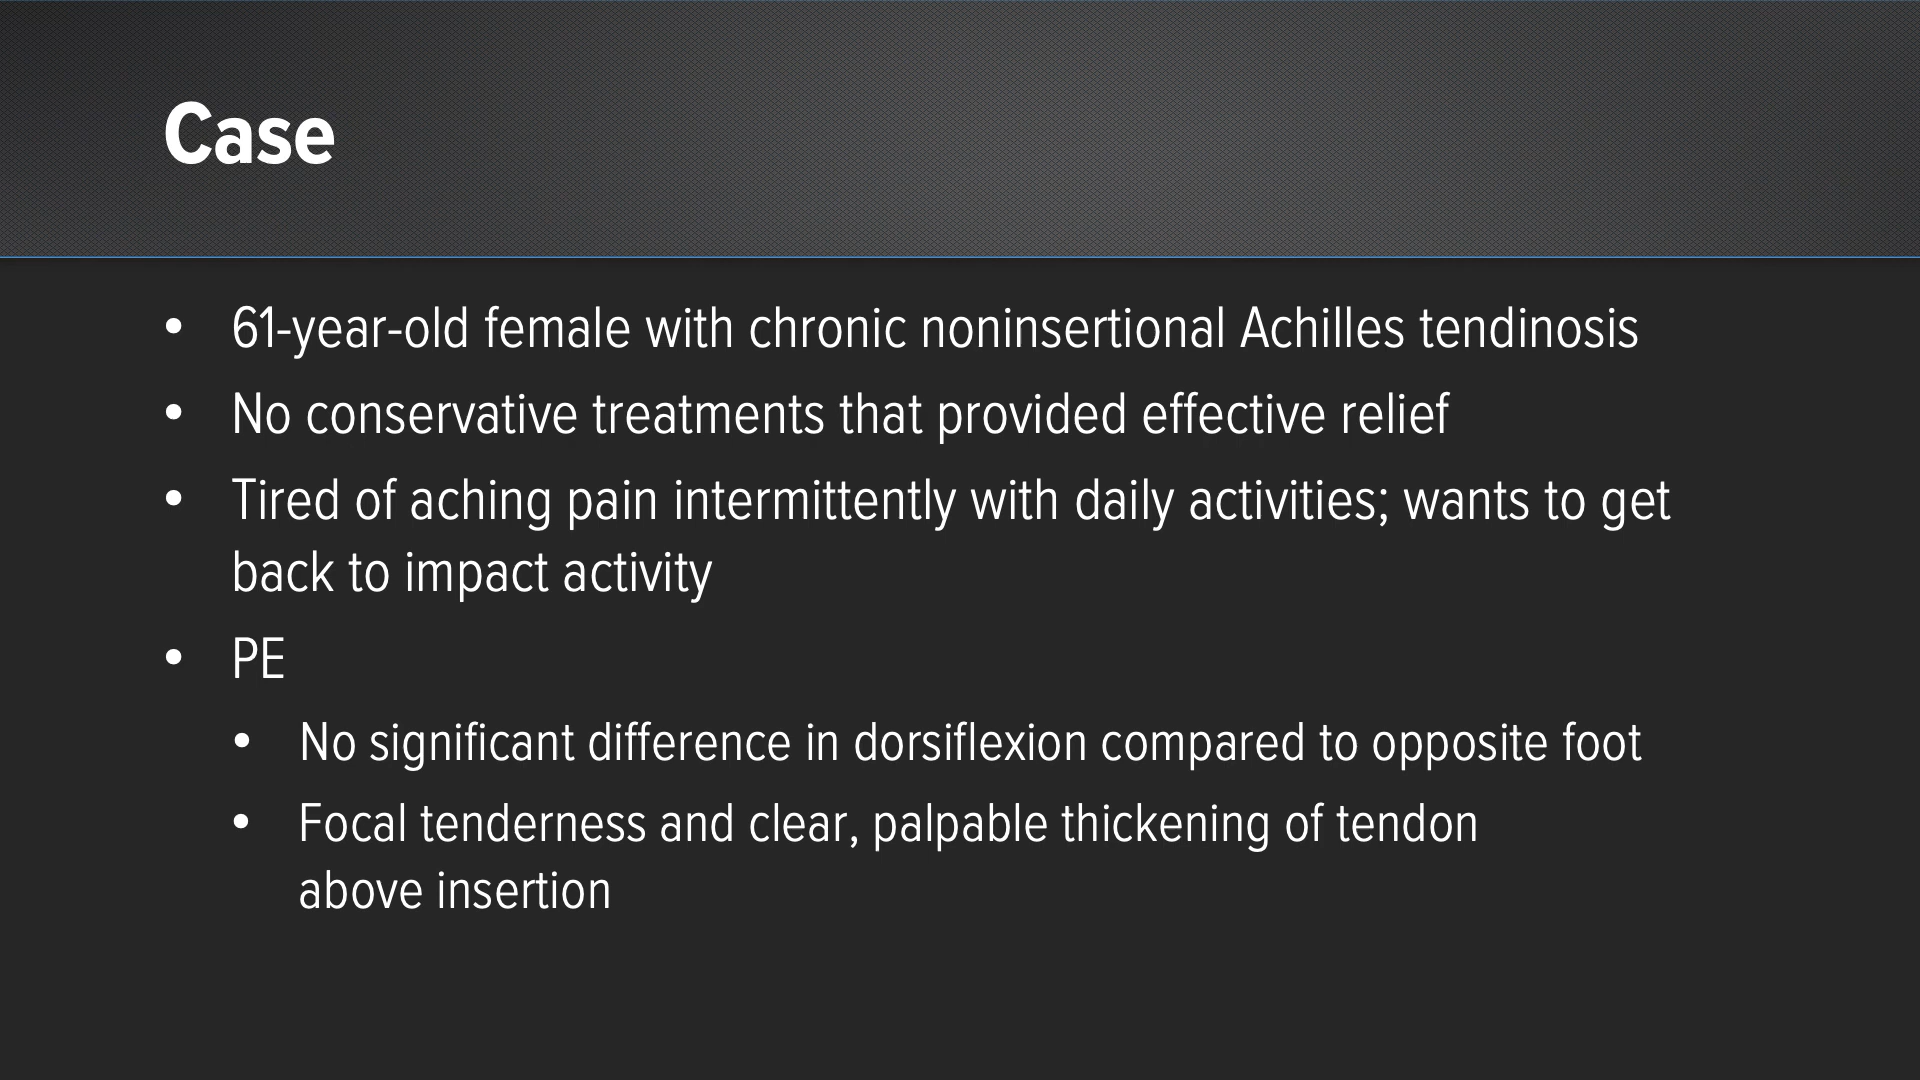 Case
• 61-year-old female with chronic noninsertional Achilles tendinosis
• No conservative treatments that provided effective relief
• Tired of aching pain intermittently with daily activities; wants to get
back to impact activity
• PE
• No significant difference in dorsiflexion compared to opposite foot
• Focal tenderness and clear, palpable thickening of tendon
above insertion